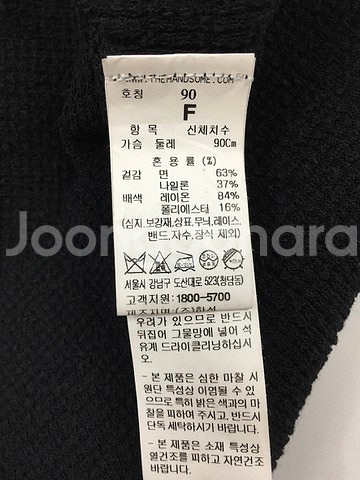 WWW.THEHANDSOME.COM
호칭 90
F
항 목 신체치수
가슴 둘레 90Cm
혼 용 률 (%)
겉감 면 63%
나일론 37%
배색 레이온 84%
폴리에스터 16%
(심지,보강재,상표,무늬,레이스,
밴드,자수,장식 제외)
서울시 강남구 도산대로 523(청담동)
고객지원:1800-5700
우려가 있으므로 반드시
뒤집어 그물망에 넣어 석
유계 드라이클리닝하십시
오.
- 본 제품은 심한 마찰 시
원단 특성상 이염될 수 있
으므로 특히 밝은 색과의 마
찰을 피하여 주시고, 반드시
단독 세탁하시기 바랍니다.
- 본 제품은 소재 특성상
열건조를 피하고 자연건조
바랍니다.